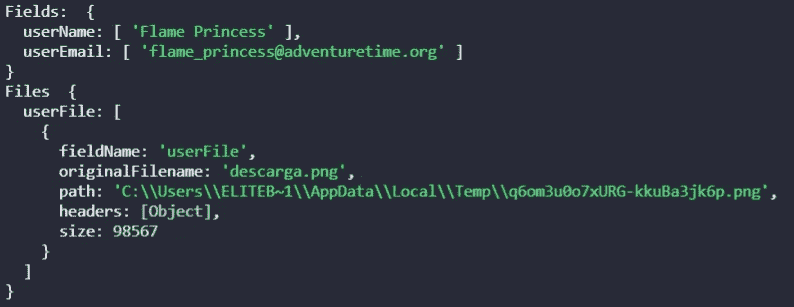 Fields:  {
  userName: [ 'Flame Princess' ],
  userEmail: [ 'flame_princess@adventuretime.org' ]
}
Files  {
  userFile: [
    {
      fieldName: 'userFile',
      originalFilename: 'descarga.png',
      path: 'C:\\Users\\ELITEB~1\\AppData\\Local\\Temp\\q6om3u0o7xURG-kkuBa3jk6p.png',
      headers: [Object],
      size: 98567
    }
  ]
}